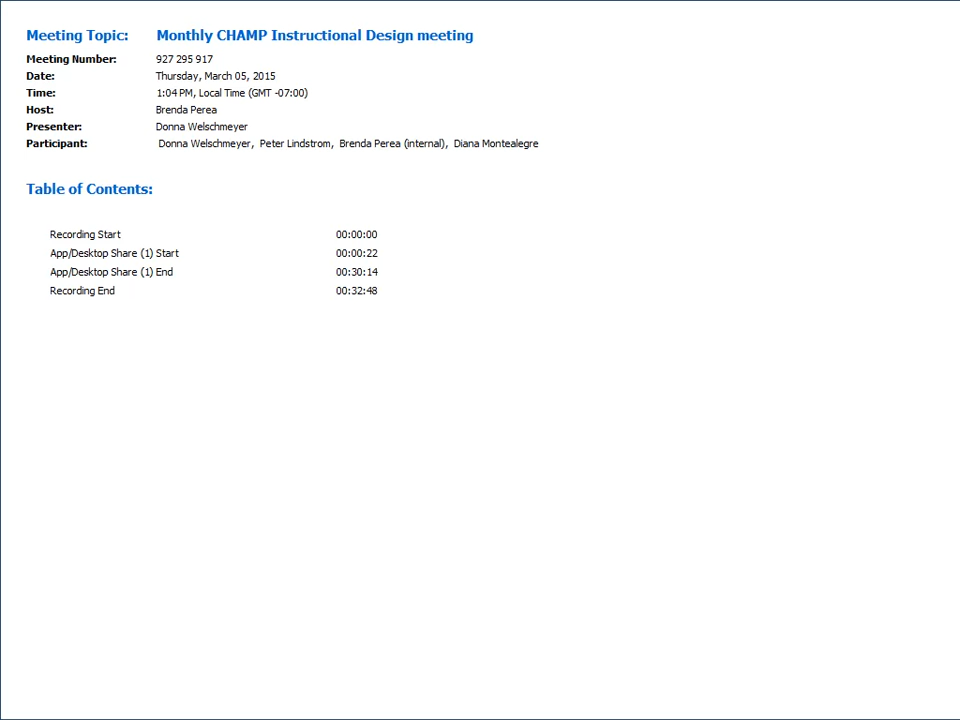 Meeting Topic: Monthly CHAMP Instructional Design meeting
Meeting Number: 927 295 917
Date: Thursday, March 05, 2015
Time: 1:04 PM, Local Time (GMT -07:00)
Host: Brenda Perea
Presenter: Donna Welschmeyer
Participant: Donna Welschmeyer, Peter Lindstrom, Brenda Perea (internal), Diana Montealegre
Table of Contents:
Recording Start 00:00:00
App/Desktop Share (1) Start 00:00:22
App/Desktop Share (1) End 00:30:14
Recording End 00:32:48